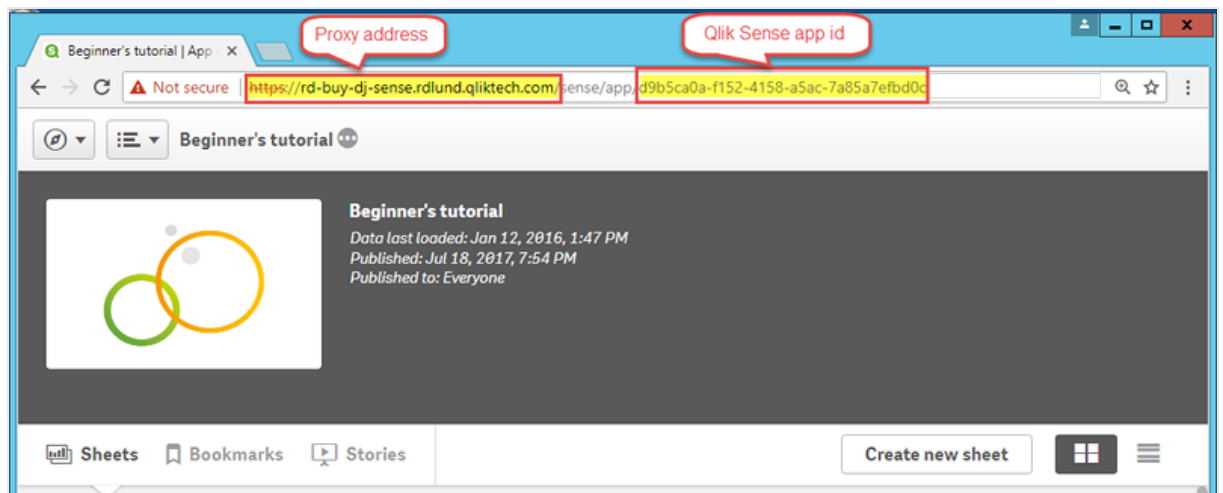 Proxy address
Qlik Sense app id
Beginner's tutorial | App
Not secure | https://rd-buy-dj-sense.rdlund.qliktech.com/sense/app/d9b5ca0a-f152-4158-a5ac-7a85a7efbd0c
Beginner's tutorial
Beginner's tutorial
Data last loaded: Jan 12, 2016, 1:47 PM
Published: Jul 18, 2017, 7:54 PM
Published to: Everyone
Sheets Bookmarks Stories Create new sheet